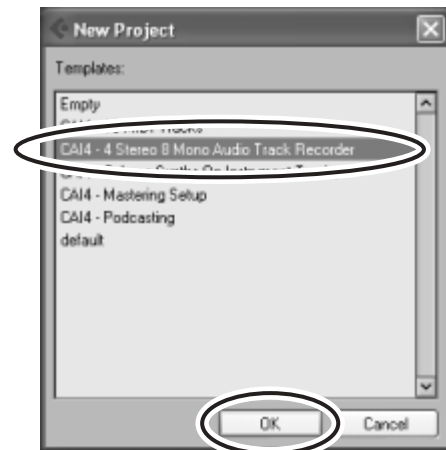 New Project
Templates:
Empty
CAI4 - 4 Stereo 8 Mono Audio Track Recorder
CAI4 - Mastering Setup
CAI4 - Podcasting
default
OK Cancel